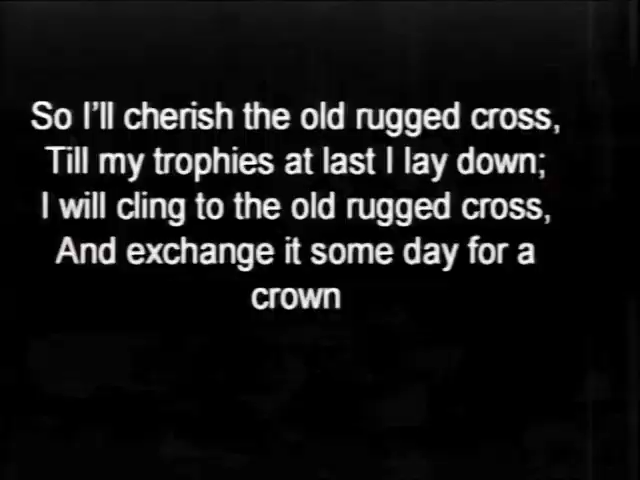 So I'll cherish the old rugged cross,
Till my trophies at last I lay down;
I will cling to the old rugged cross,
And exchange it some day for a
crown